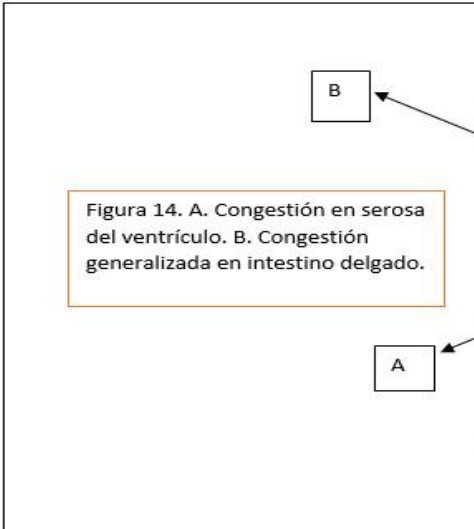 B
Figura 14. A. Congestión en serosa
del ventrículo. B. Congestión
generalizada en intestino delgado.
A